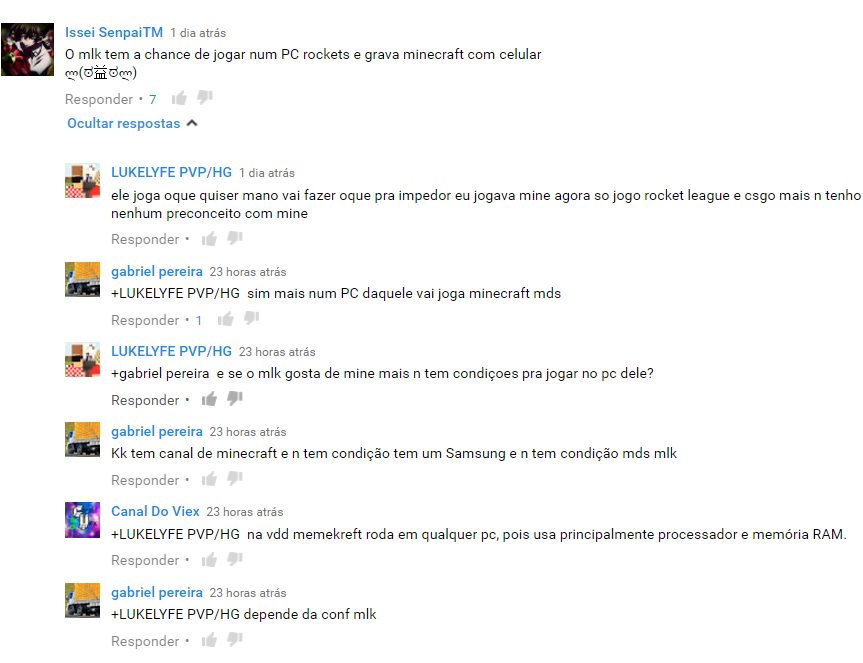 Issei SenpaiTM 1 dia atrás
O mlk tem a chance de jogar num PC rockets e grava minecraft com celular
ლ(ಠ益ಠლ)
Responder • 7
Ocultar respostas
LUKELYFE PVP/HG 1 dia atrás
ele joga oque quiser mano vai fazer oque pra impedor eu jogava mine agora so jogo rocket league e csgo mais n tenho
nenhum preconceito com mine
Responder •
gabriel pereira 23 horas atrás
+LUKELYFE PVP/HG sim mais num PC daquele vai joga minecraft mds
Responder • 1
LUKELYFE PVP/HG 23 horas atrás
+gabriel pereira e se o mlk gosta de mine mais n tem condiçoes pra jogar no pc dele?
Responder •
gabriel pereira 23 horas atrás
Kk tem canal de minecraft e n tem condição tem um Samsung e n tem condição mds mlk
Responder •
Canal Do Viex 23 horas atrás
+LUKELYFE PVP/HG na vdd memekreft roda em qualquer pc, pois usa principalmente processador e memória RAM.
Responder •
gabriel pereira 23 horas atrás
+LUKELYFE PVP/HG depende da conf mlk
Responder •